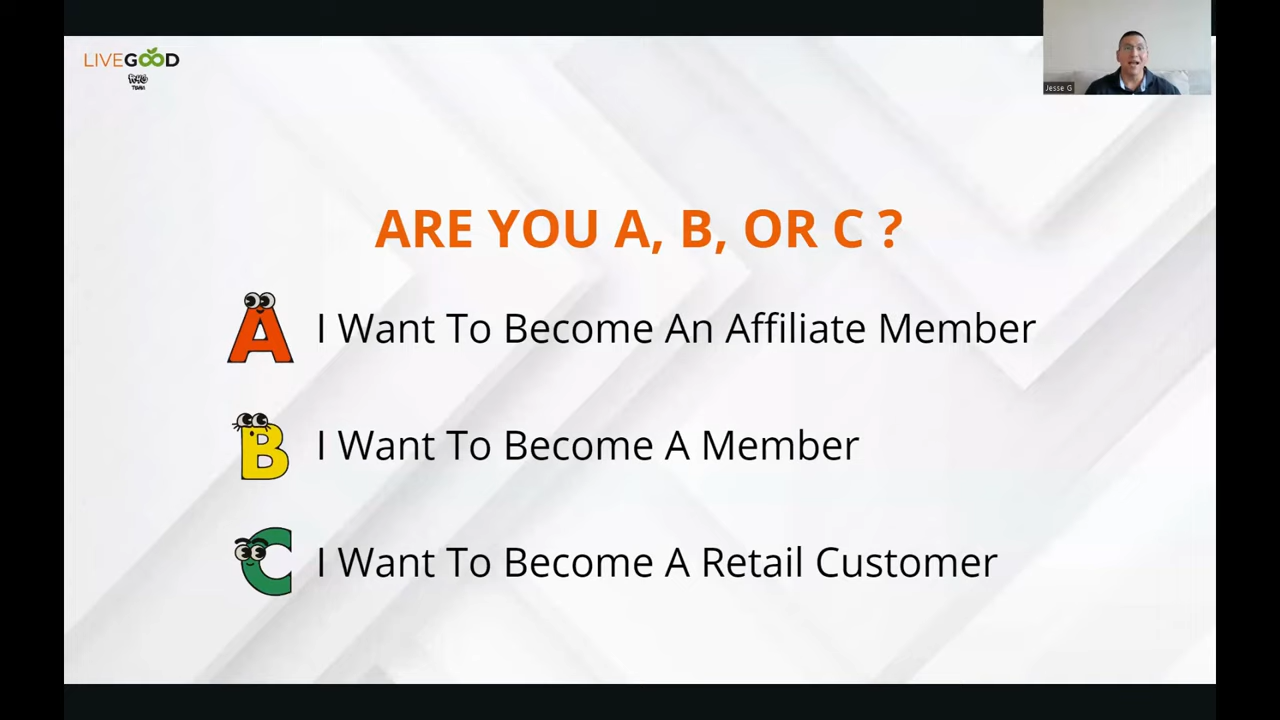 LIVEGOOD
TEAM
Jesse G
ARE YOU A, B, OR C ?
A I Want To Become An Affiliate Member
B I Want To Become A Member
C I Want To Become A Retail Customer